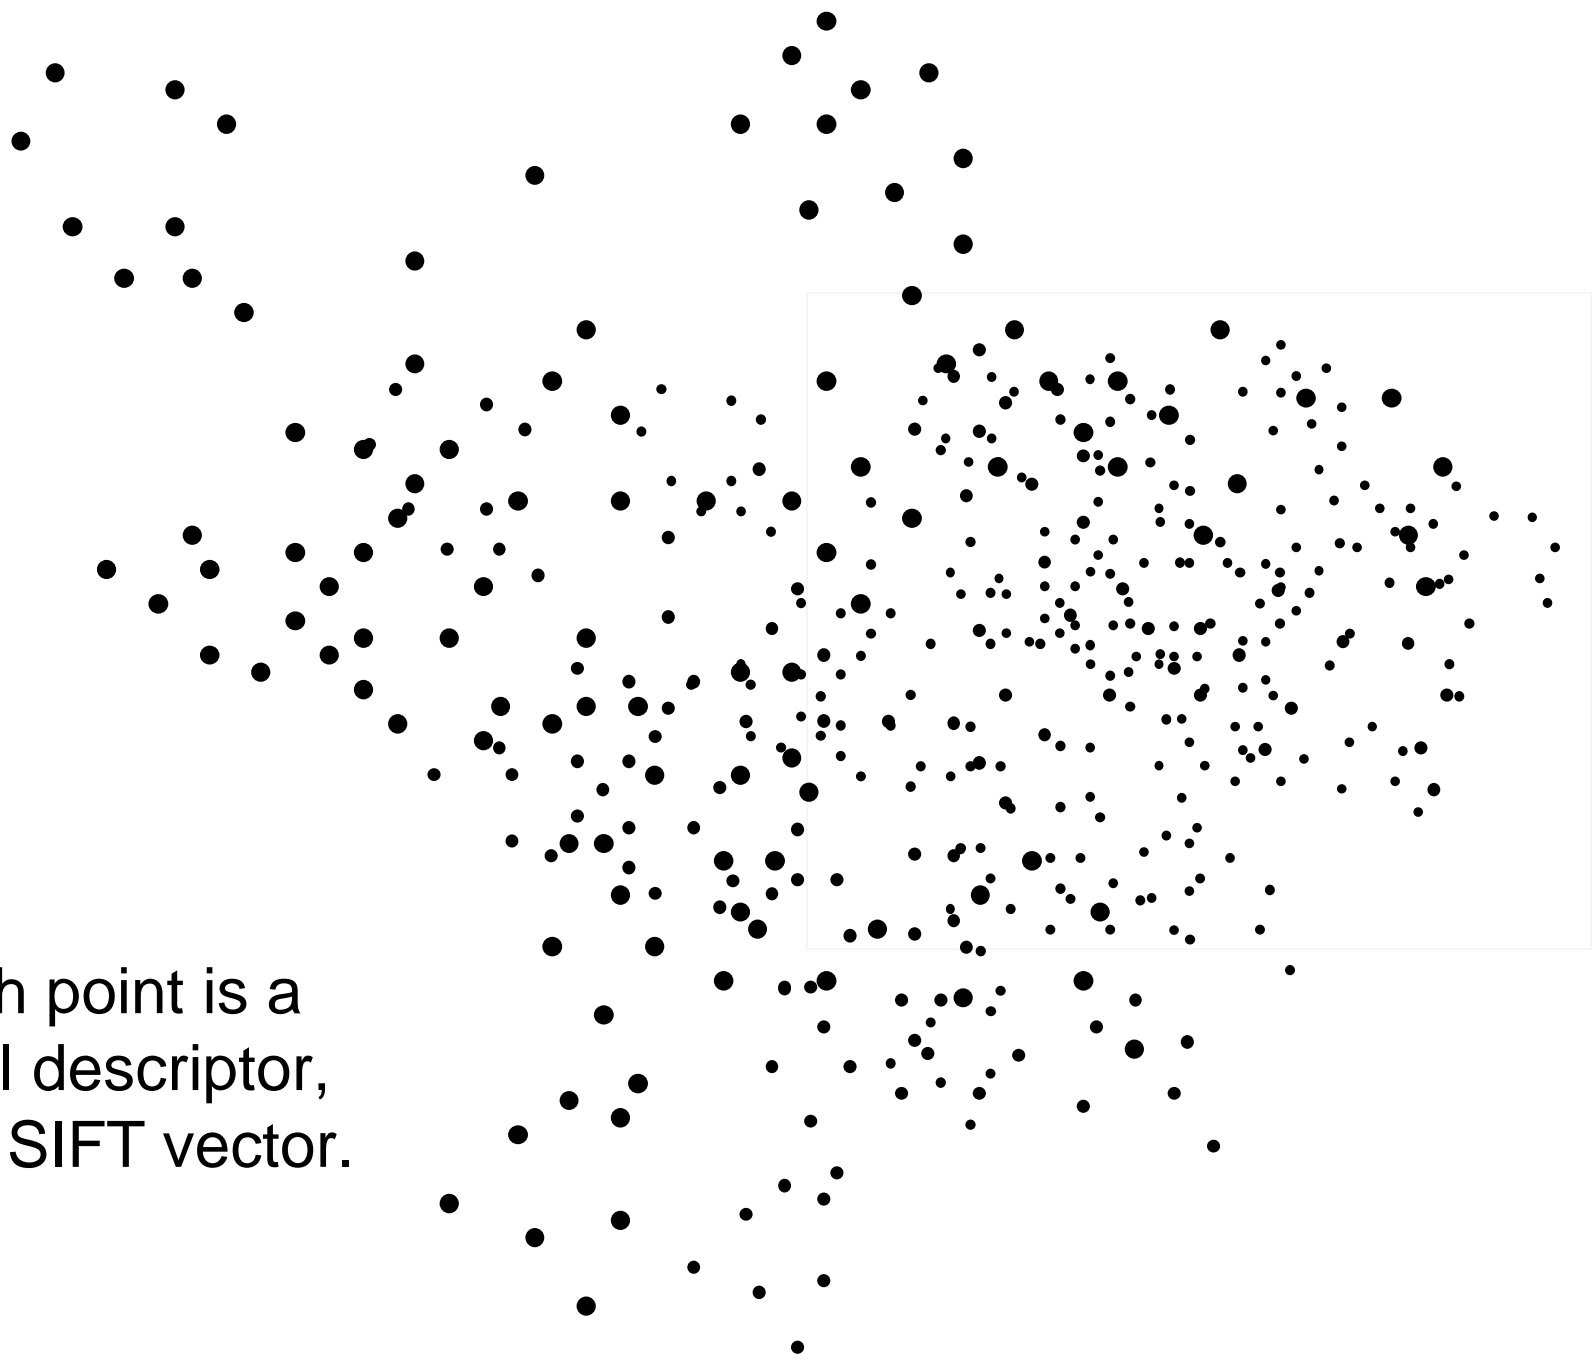 h point is a
l descriptor,
SIFT vector.